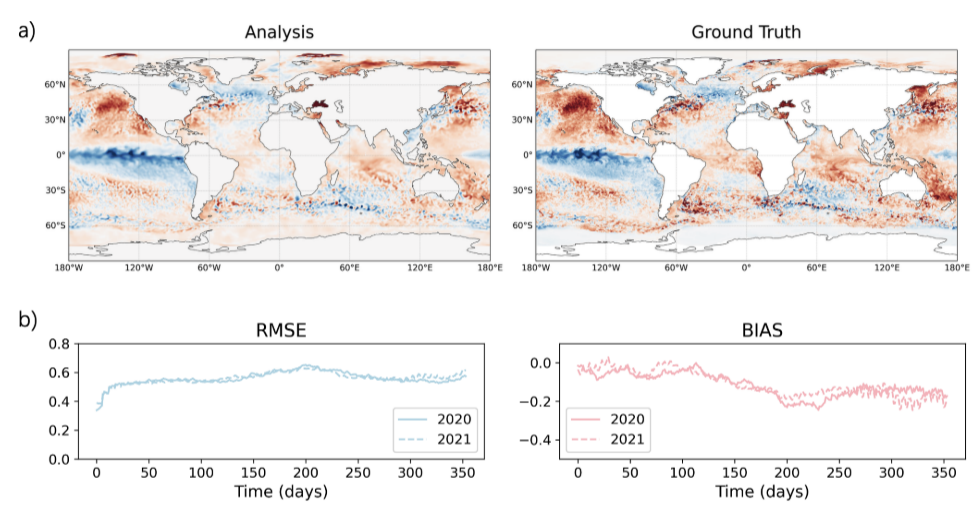 a)
Analysis
Ground Truth
60°N
30°N
0°
30°S
60°S
180°W 120°W 60°W 0° 60°E 120°E 180°E
60°N
30°N
0°
30°S
60°S
180°W 120°W 60°W 0° 60°E 120°E 180°E
b)
RMSE
0.8
0.6
0.4
0.2
0.0
2020
2021
0 50 100 150 200 250 300 350
Time (days)
BIAS
0.0
−0.2
−0.4
2020
2021
0 50 100 150 200 250 300 350
Time (days)